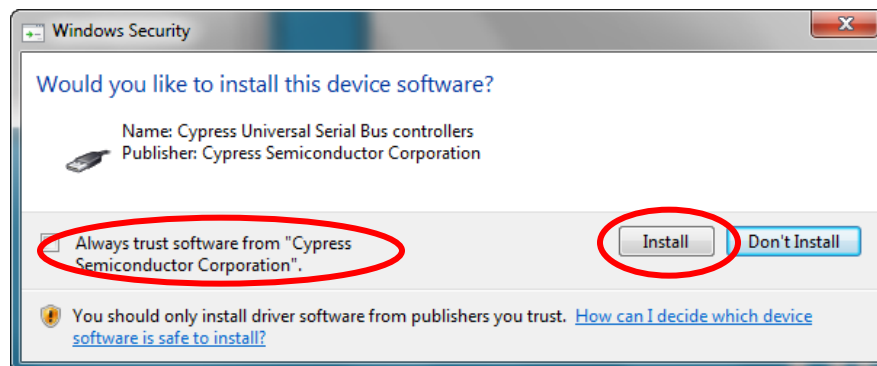 Windows Security
Would you like to install this device software?
Name: Cypress Universal Serial Bus controllers
Publisher: Cypress Semiconductor Corporation
Always trust software from "Cypress
Semiconductor Corporation".
Install
Don't Install
You should only install driver software from publishers you trust. How can I decide which device
software is safe to install?